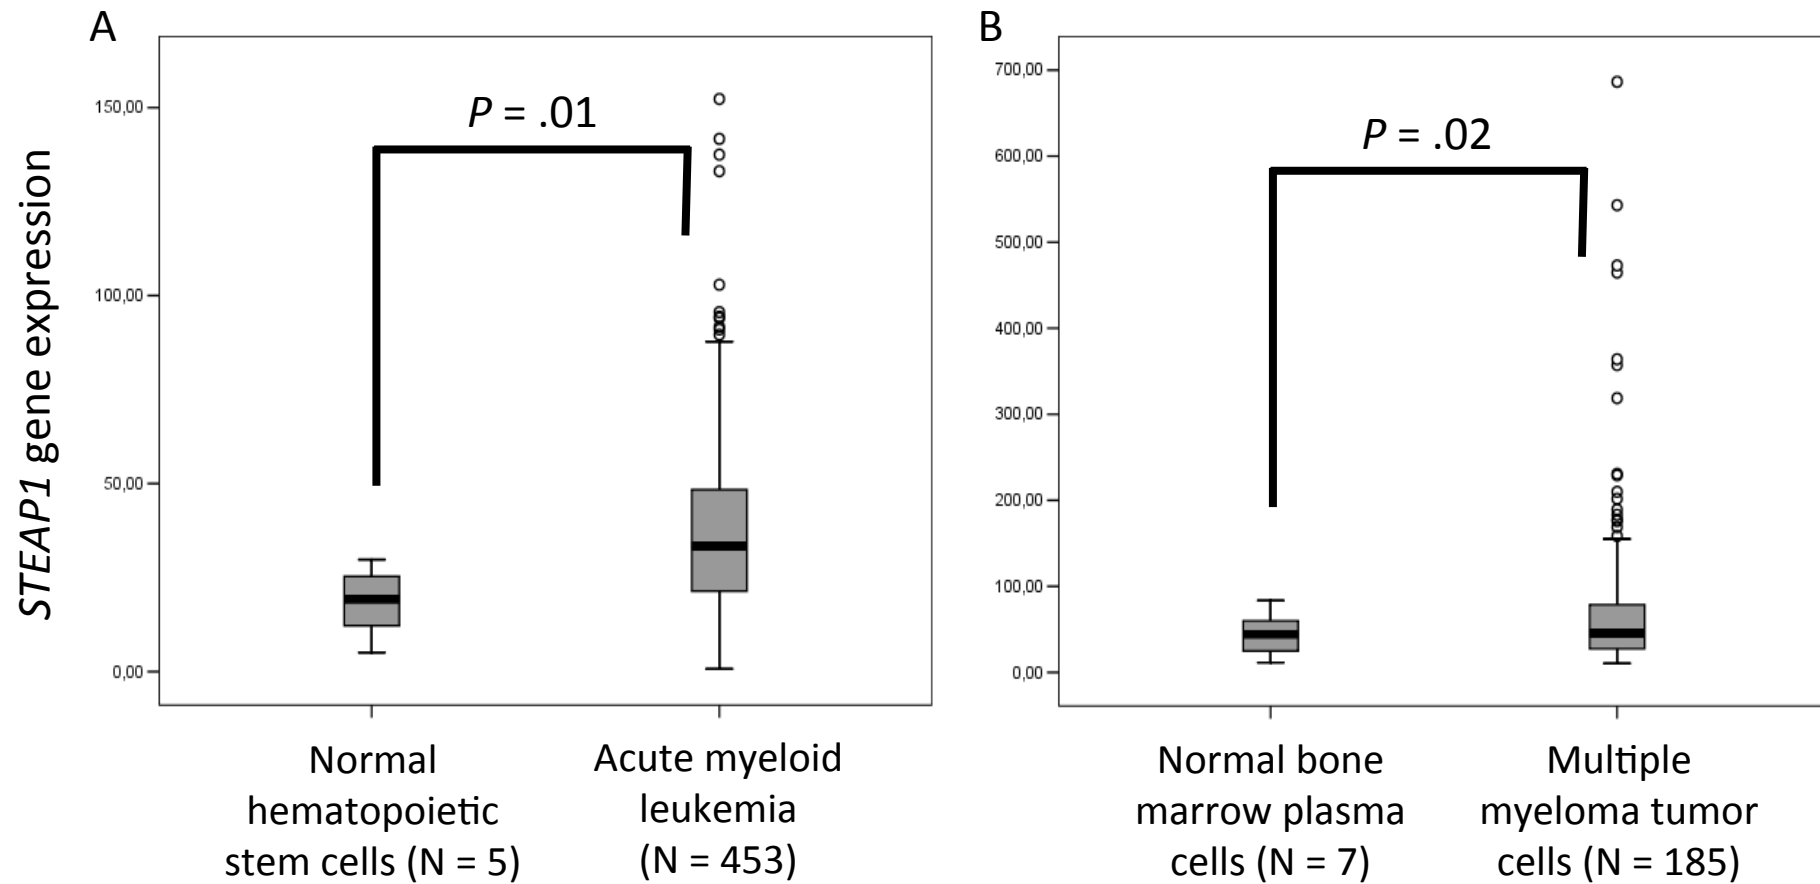 A
B
STEAP1 gene expression
150,00
100,00
50,00
0,00
P = .01
Normal
hematopoietic
stem cells (N = 5)
Acute myeloid
leukemia
(N = 453)
700,00
600,00
500,00
400,00
300,00
200,00
100,00
0,00
P = .02
Normal bone
marrow plasma
cells (N = 7)
Multiple
myeloma tumor
cells (N = 185)